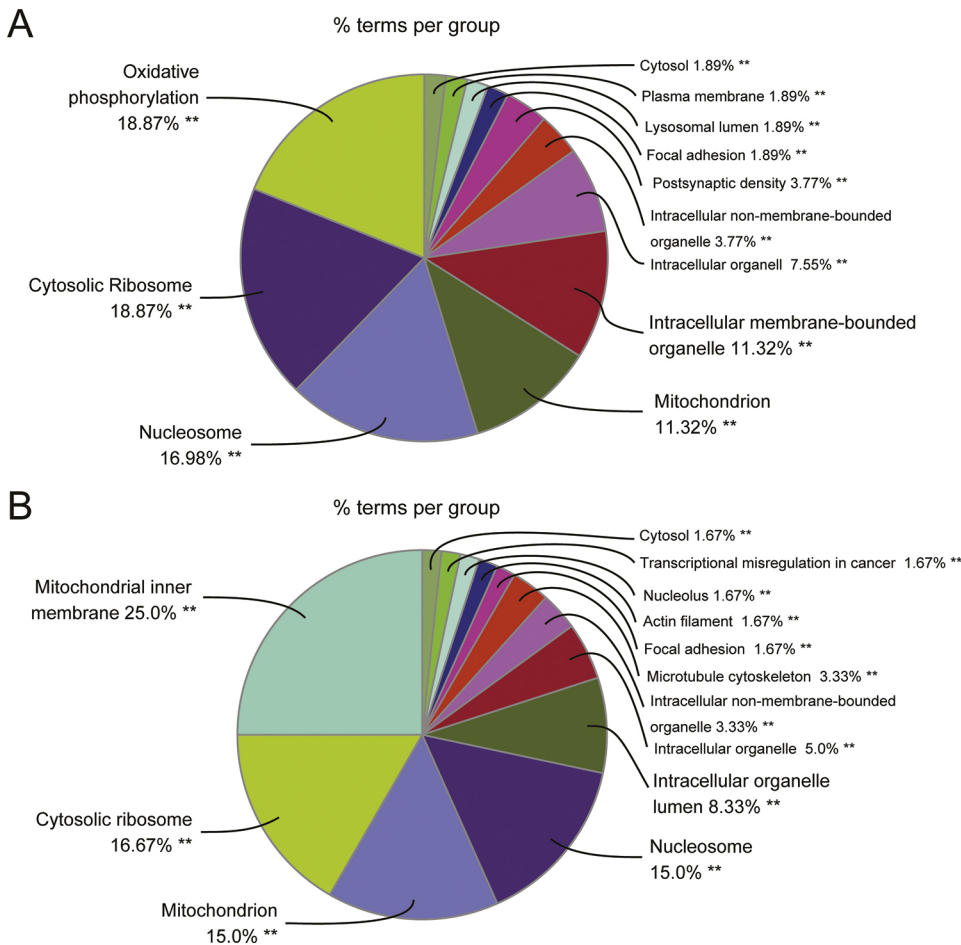 A
% terms per group
Oxidative
phosphorylation
18.87% **
Cytosolic Ribosome
18.87% **
Nucleosome
16.98% **
Cytosol 1.89% **
Plasma membrane 1.89% **
Lysosomal lumen 1.89% **
Focal adhesion 1.89% **
Postsynaptic density 3.77% **
Intracellular non-membrane-bounded
organelle 3.77% **
Intracellular organell 7.55% **
Intracellular membrane-bounded
organelle 11.32% **
Mitochondrion
11.32% **
B
% terms per group
Mitochondrial inner
membrane 25.0% **
Cytosolic ribosome
16.67% **
Mitochondrion
15.0% **
Cytosol 1.67% **
Transcriptional misregulation in cancer 1.67% **
Nucleolus 1.67% **
Actin filament 1.67% **
Focal adhesion 1.67% **
Microtubule cytoskeleton 3.33% **
Intracellular non-membrane-bounded
organelle 3.33% **
Intracellular organelle 5.0% **
Intracellular organelle
lumen 8.33% **
Nucleosome
15.0% **